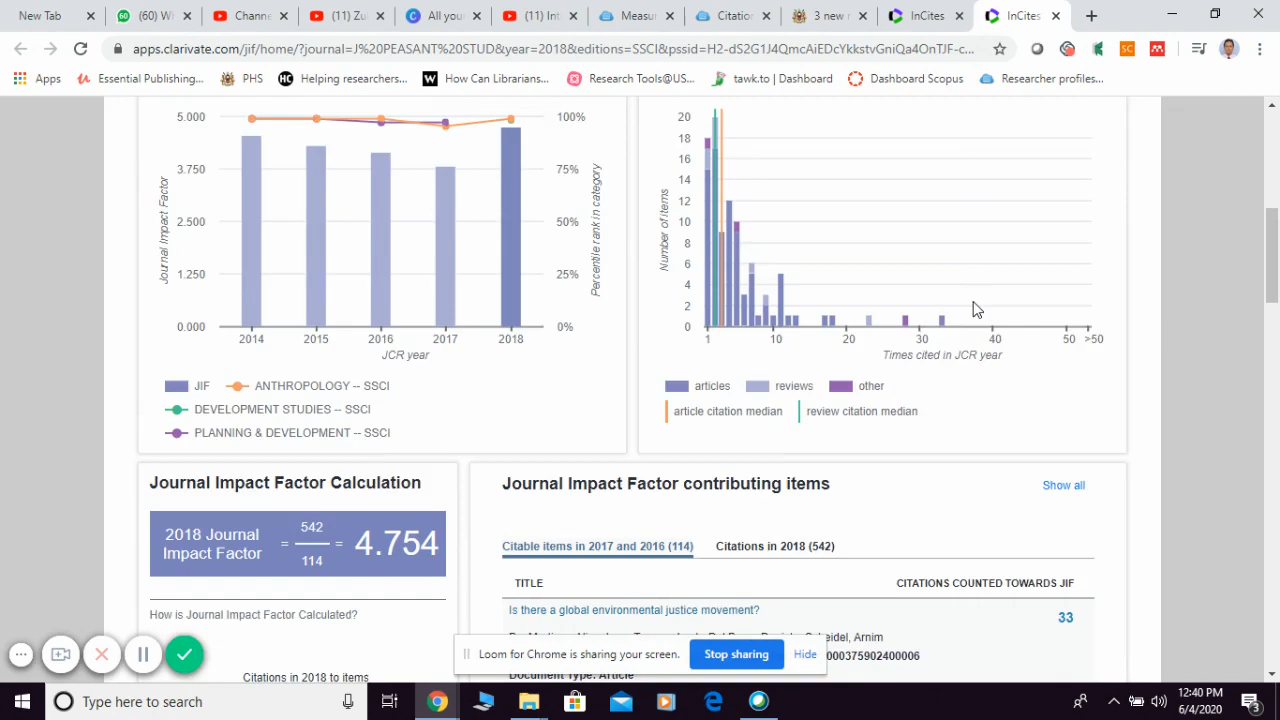 New Tab
(60) Wh
Channe
(11) Zu
All you
(11) Int
Measur
Citation
new r
InCites
InCites
apps.clarivate.com/jif/home/?journal=J%20PEASANT%20STUD&year=2018&editions=SSCI&pssid=H2-dS2G1J4QmcAiEDcYkkstvGniQa4OnTJF-c...
Apps
Essential Publishing...
PHS
Helping researchers...
How Can Librarians...
Research Tools@US...
tawk.to | Dashboard
Dashboard Scopus
Researcher profiles...
5.000
3.750
2.500
1.250
0.000
Journal Impact Factor
100%
75%
50%
25%
0%
Percentile rank in category
2014
2015
2016
2017
2018
JCR year
JIF
ANTHROPOLOGY -- SSCI
DEVELOPMENT STUDIES -- SSCI
PLANNING & DEVELOPMENT -- SSCI
Number of items
20
18
16
14
12
10
8
6
4
2
0
1
10
20
30
40
50
>50
Times cited in JCR year
articles
reviews
other
article citation median
review citation median
Journal Impact Factor Calculation
2018 Journal
Impact Factor
=
542
114
=
4.754
How is Journal Impact Factor Calculated?
Citations in 2018 to items
Journal Impact Factor contributing items
Show all
Citable items in 2017 and 2016 (114)
Citations in 2018 (542)
TITLE
CITATIONS COUNTED TOWARDS JIF
Is there a global environmental justice movement?
33
Arnim
000375902400006
Document Type: Article
Loom for Chrome is sharing your screen.
Stop sharing
Hide
Type here to search
12:40 PM
6/4/2020
3